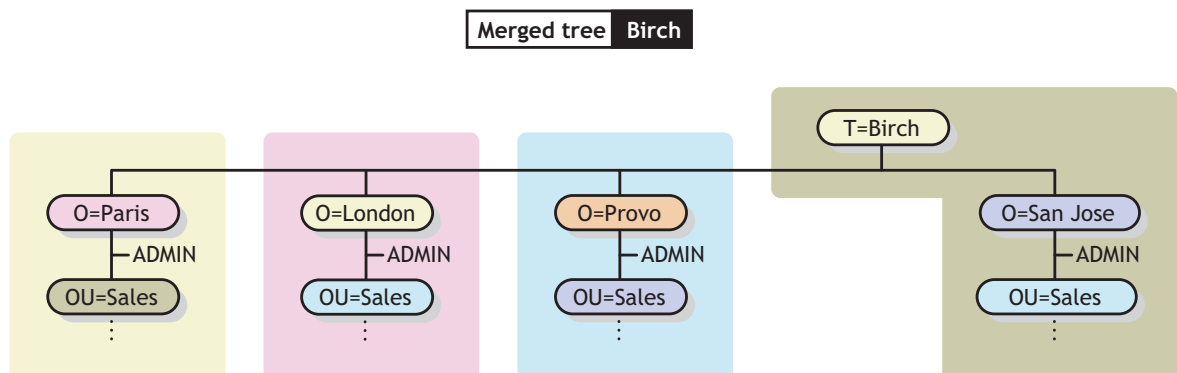 Merged tree Birch
T=Birch
O=Paris O=London O=Provo O=San Jose
ADMIN ADMIN ADMIN ADMIN
OU=Sales OU=Sales OU=Sales OU=Sales